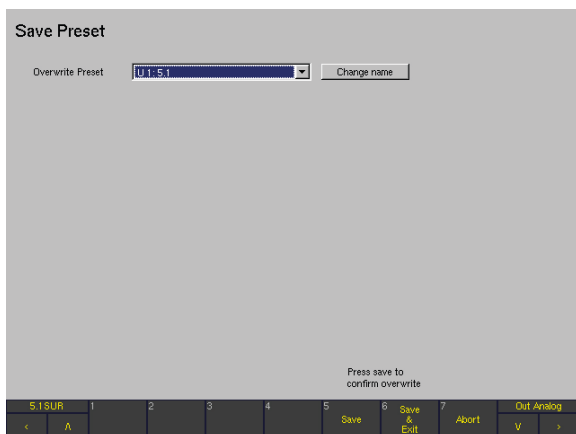 Save Preset
Overwrite Preset
U 1: 5.1
Change name
Press save to
confirm overwrite
5.1SUR
1
2
3
4
5
6
7
Out Analog
Save
Save
&
Exit
Abort
<
Λ
V
>